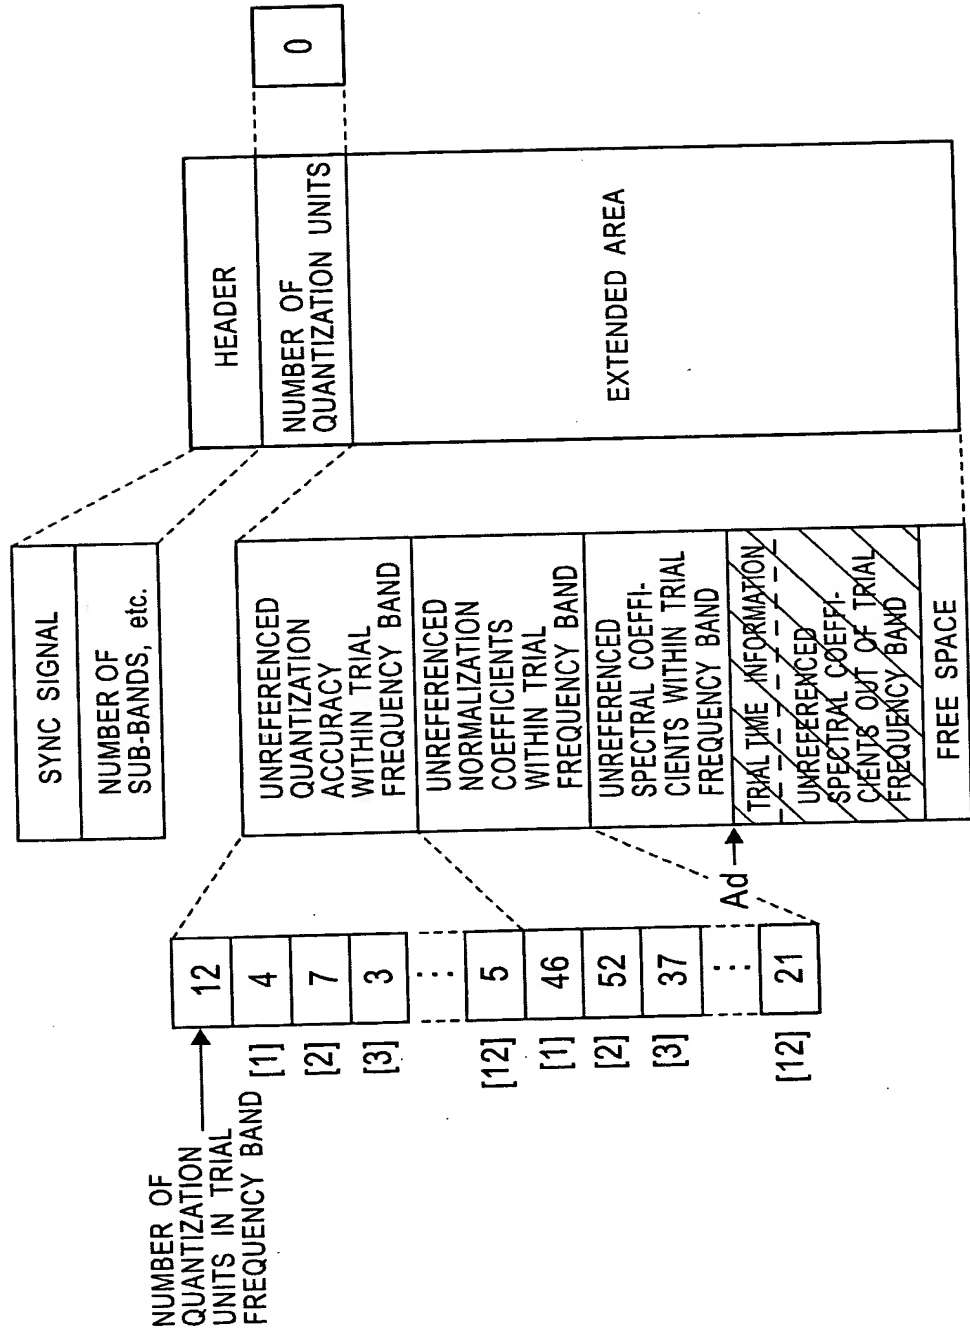 0
HEADER
NUMBER OF
QUANTIZATION UNITS
EXTENDED AREA
SYNC SIGNAL
NUMBER OF
SUB-BANDS, etc.
UNREFERENCED
QUANTIZATION
ACCURACY
WITHIN TRIAL
FREQUENCY BAND
UNREFERENCED
NORMALIZATION
COEFFICIENTS
WITHIN TRIAL
FREQUENCY BAND
UNREFERENCED
SPECTRAL COEFFI-
CIENTS WITHIN TRIAL
FREQUENCY BAND
TRIAL TIME INFORMATION
UNREFERENCED
SPECTRAL COEFFI-
CIENTS OUT OF TRIAL
FREQUENCY BAND
FREE SPACE
Ad
12
[1] 4
[2] 7
[3] 3
[12] 5
[1] 46
[2] 52
[3] 37
[12] 21
NUMBER OF
QUANTIZATION
UNITS IN TRIAL
FREQUENCY BAND